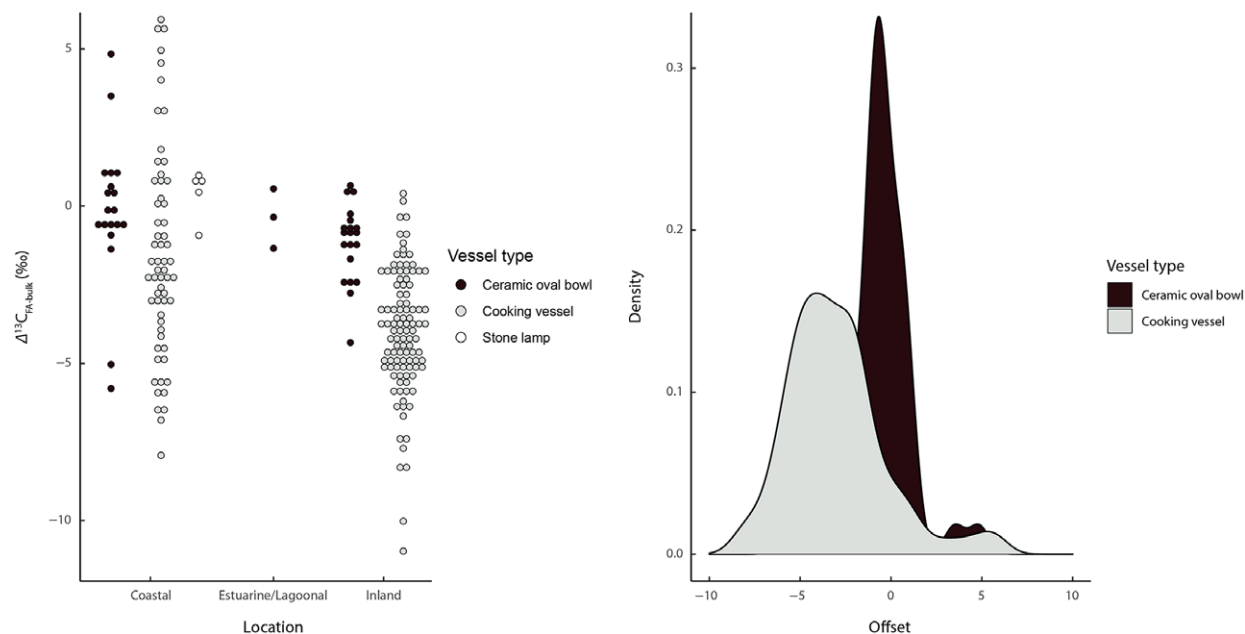 5
0
−5
−10
Δ¹³C_FA-bulk (‰)
Coastal
Estuarine/Lagoonal
Inland
Location
Vessel type
Ceramic oval bowl
Cooking vessel
Stone lamp
0.3
0.2
0.1
0.0
Density
−10
−5
0
5
10
Offset
Vessel type
Ceramic oval bowl
Cooking vessel